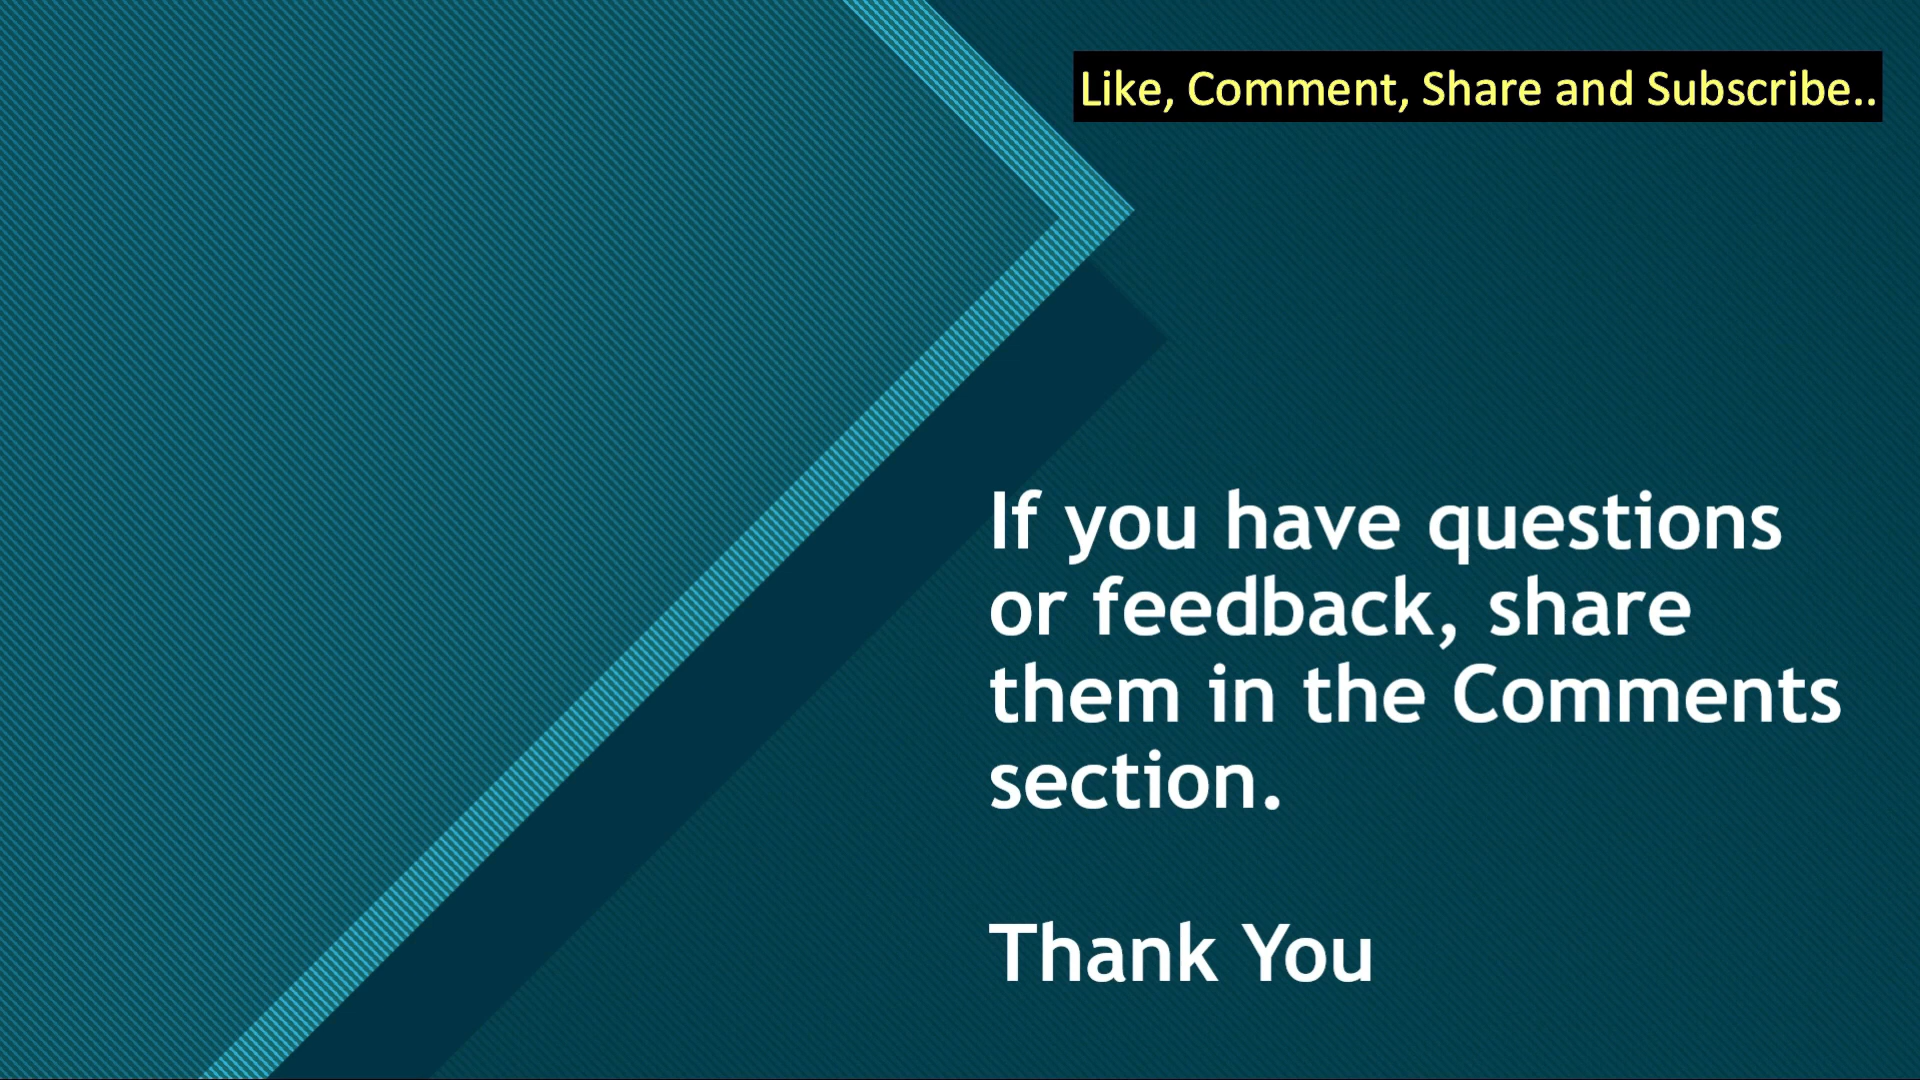 Like, Comment, Share and Subscribe..
If you have questions
or feedback, share
them in the Comments
section.
Thank You